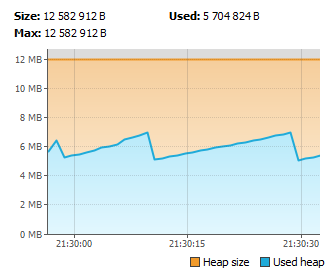 Size: 12 582 912 B Used: 5 704 824 B
Max: 12 582 912 B
12 MB
10 MB
8 MB
6 MB
4 MB
2 MB
0 MB
21:30:00 21:30:15 21:30:30
Heap size Used heap